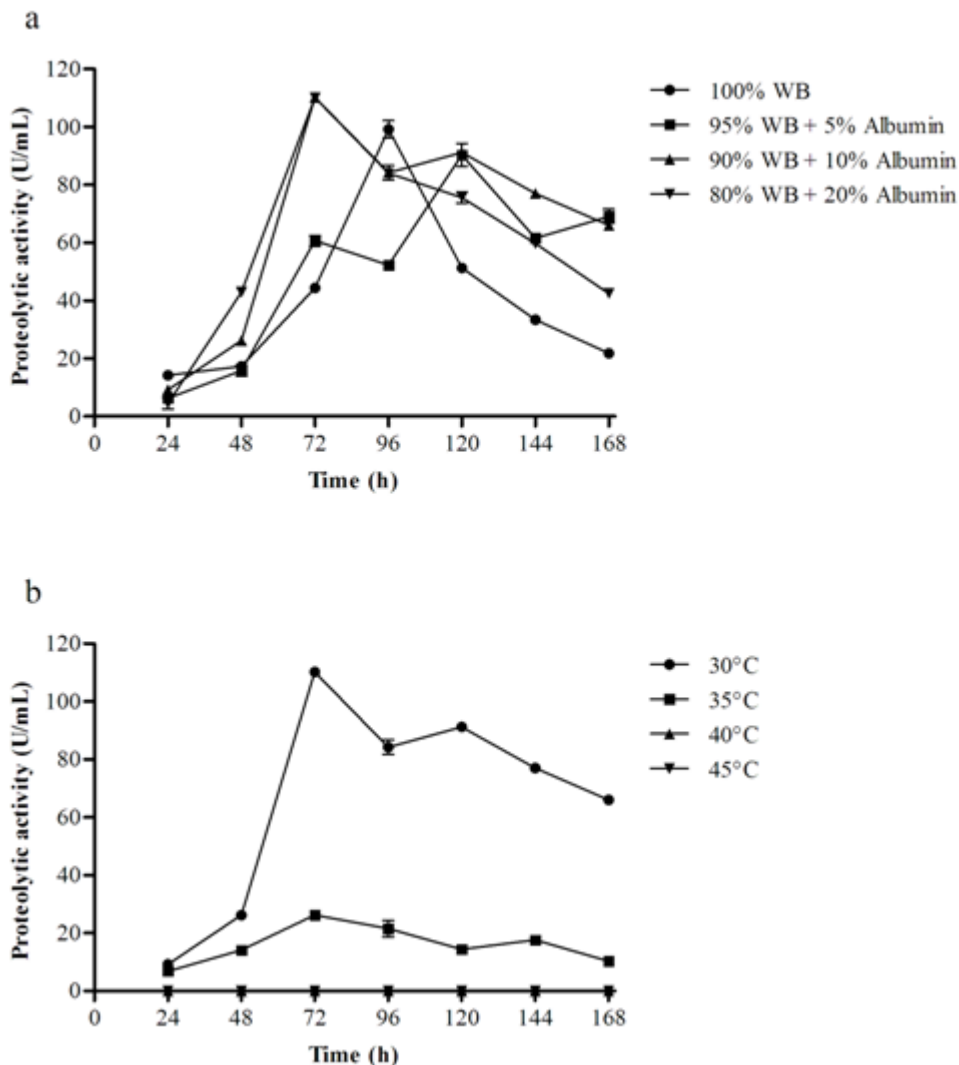 a
Proteolytic activity (U/mL)
120
100
80
60
40
20
0
0 24 48 72 96 120 144 168
Time (h)
100% WB
95% WB + 5% Albumin
90% WB + 10% Albumin
80% WB + 20% Albumin
b
Proteolytic activity (U/mL)
120
100
80
60
40
20
0
0 24 48 72 96 120 144 168
Time (h)
30°C
35°C
40°C
45°C